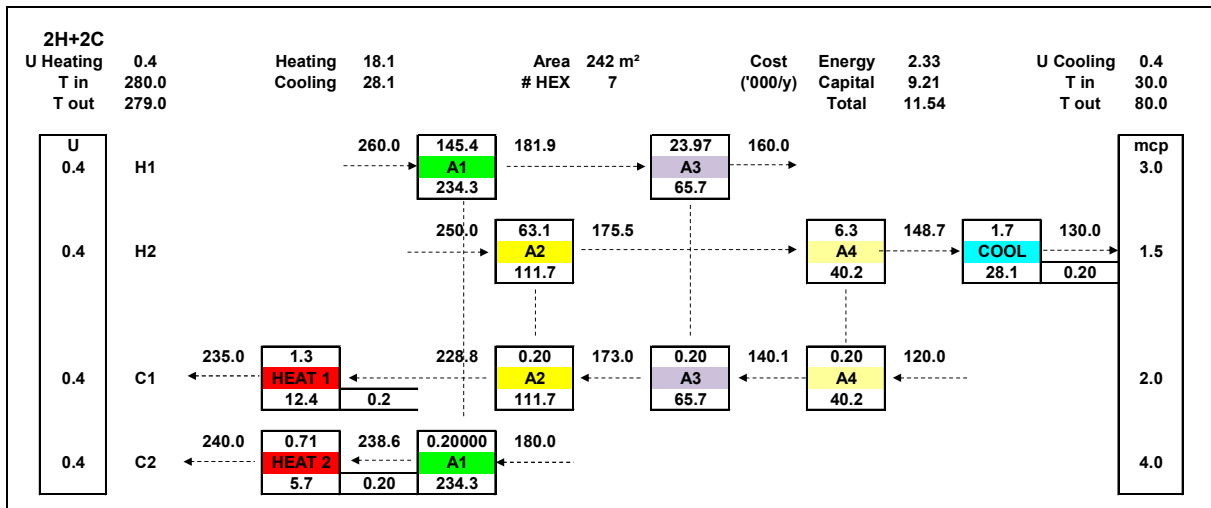 2H+2C
U Heating 0.4 Heating 18.1 Area 242 m² Cost Energy 2.33 U Cooling 0.4
T in 280.0 Cooling 28.1 # HEX 7 ('000/y) Capital 9.21 T in 30.0
T out 279.0 Total 11.54 T out 80.0
U 260.0 145.4 181.9 23.97 160.0 mcp
0.4 H1 A1 A3 3.0
234.3 65.7
250.0 63.1 175.5 6.3 148.7 1.7 130.0
0.4 H2 A2 A4 COOL 1.5
111.7 40.2 28.1 0.20
235.0 1.3 228.8 0.20 173.0 0.20 140.1 0.20 120.0
0.4 C1 HEAT 1 A2 A3 A4 2.0
12.4 0.2 111.7 65.7 40.2
240.0 0.71 238.6 0.20000 180.0
0.4 C2 HEAT 2 A1 4.0
5.7 0.20 234.3